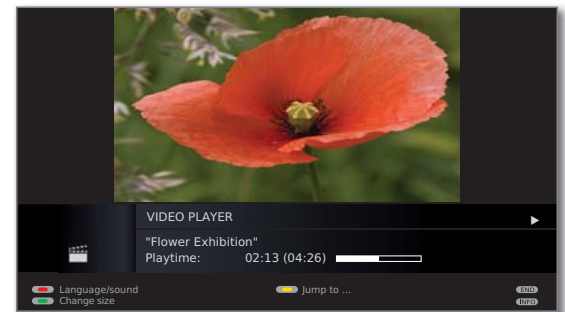 VIDEO PLAYER
"Flower Exhibition"
Playtime: 02:13 (04:26)
Language/sound
Jump to ...
END
Change size
INFO